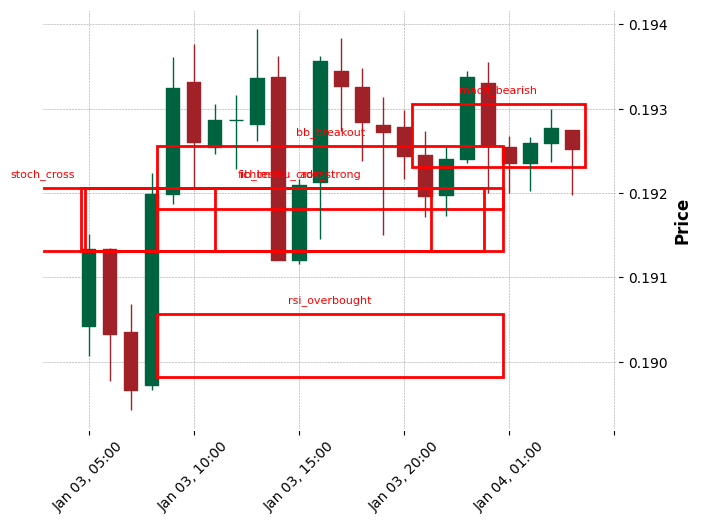 0.194
macd_bearish
0.193
bb_breakout
stoch_cross
adx_strong
0.192
Price
0.191
rsi_overbought
0.190
Jan 03, 05:00
Jan 03, 10:00
Jan 03, 15:00
Jan 03, 20:00
Jan 04, 01:00